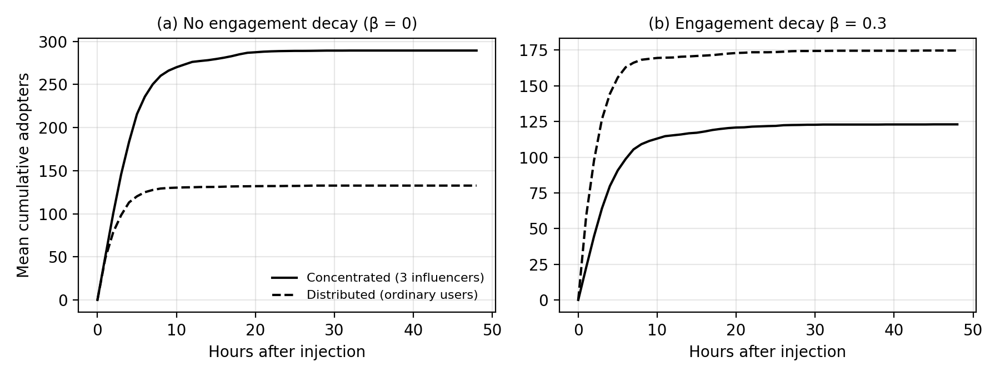 (a) No engagement decay (β = 0)
Mean cumulative adopters
300
250
200
150
100
50
0
Concentrated (3 influencers)
Distributed (ordinary users)
0 10 20 30 40 50
Hours after injection
(b) Engagement decay β = 0.3
175
150
125
100
75
50
25
0
0 10 20 30 40 50
Hours after injection